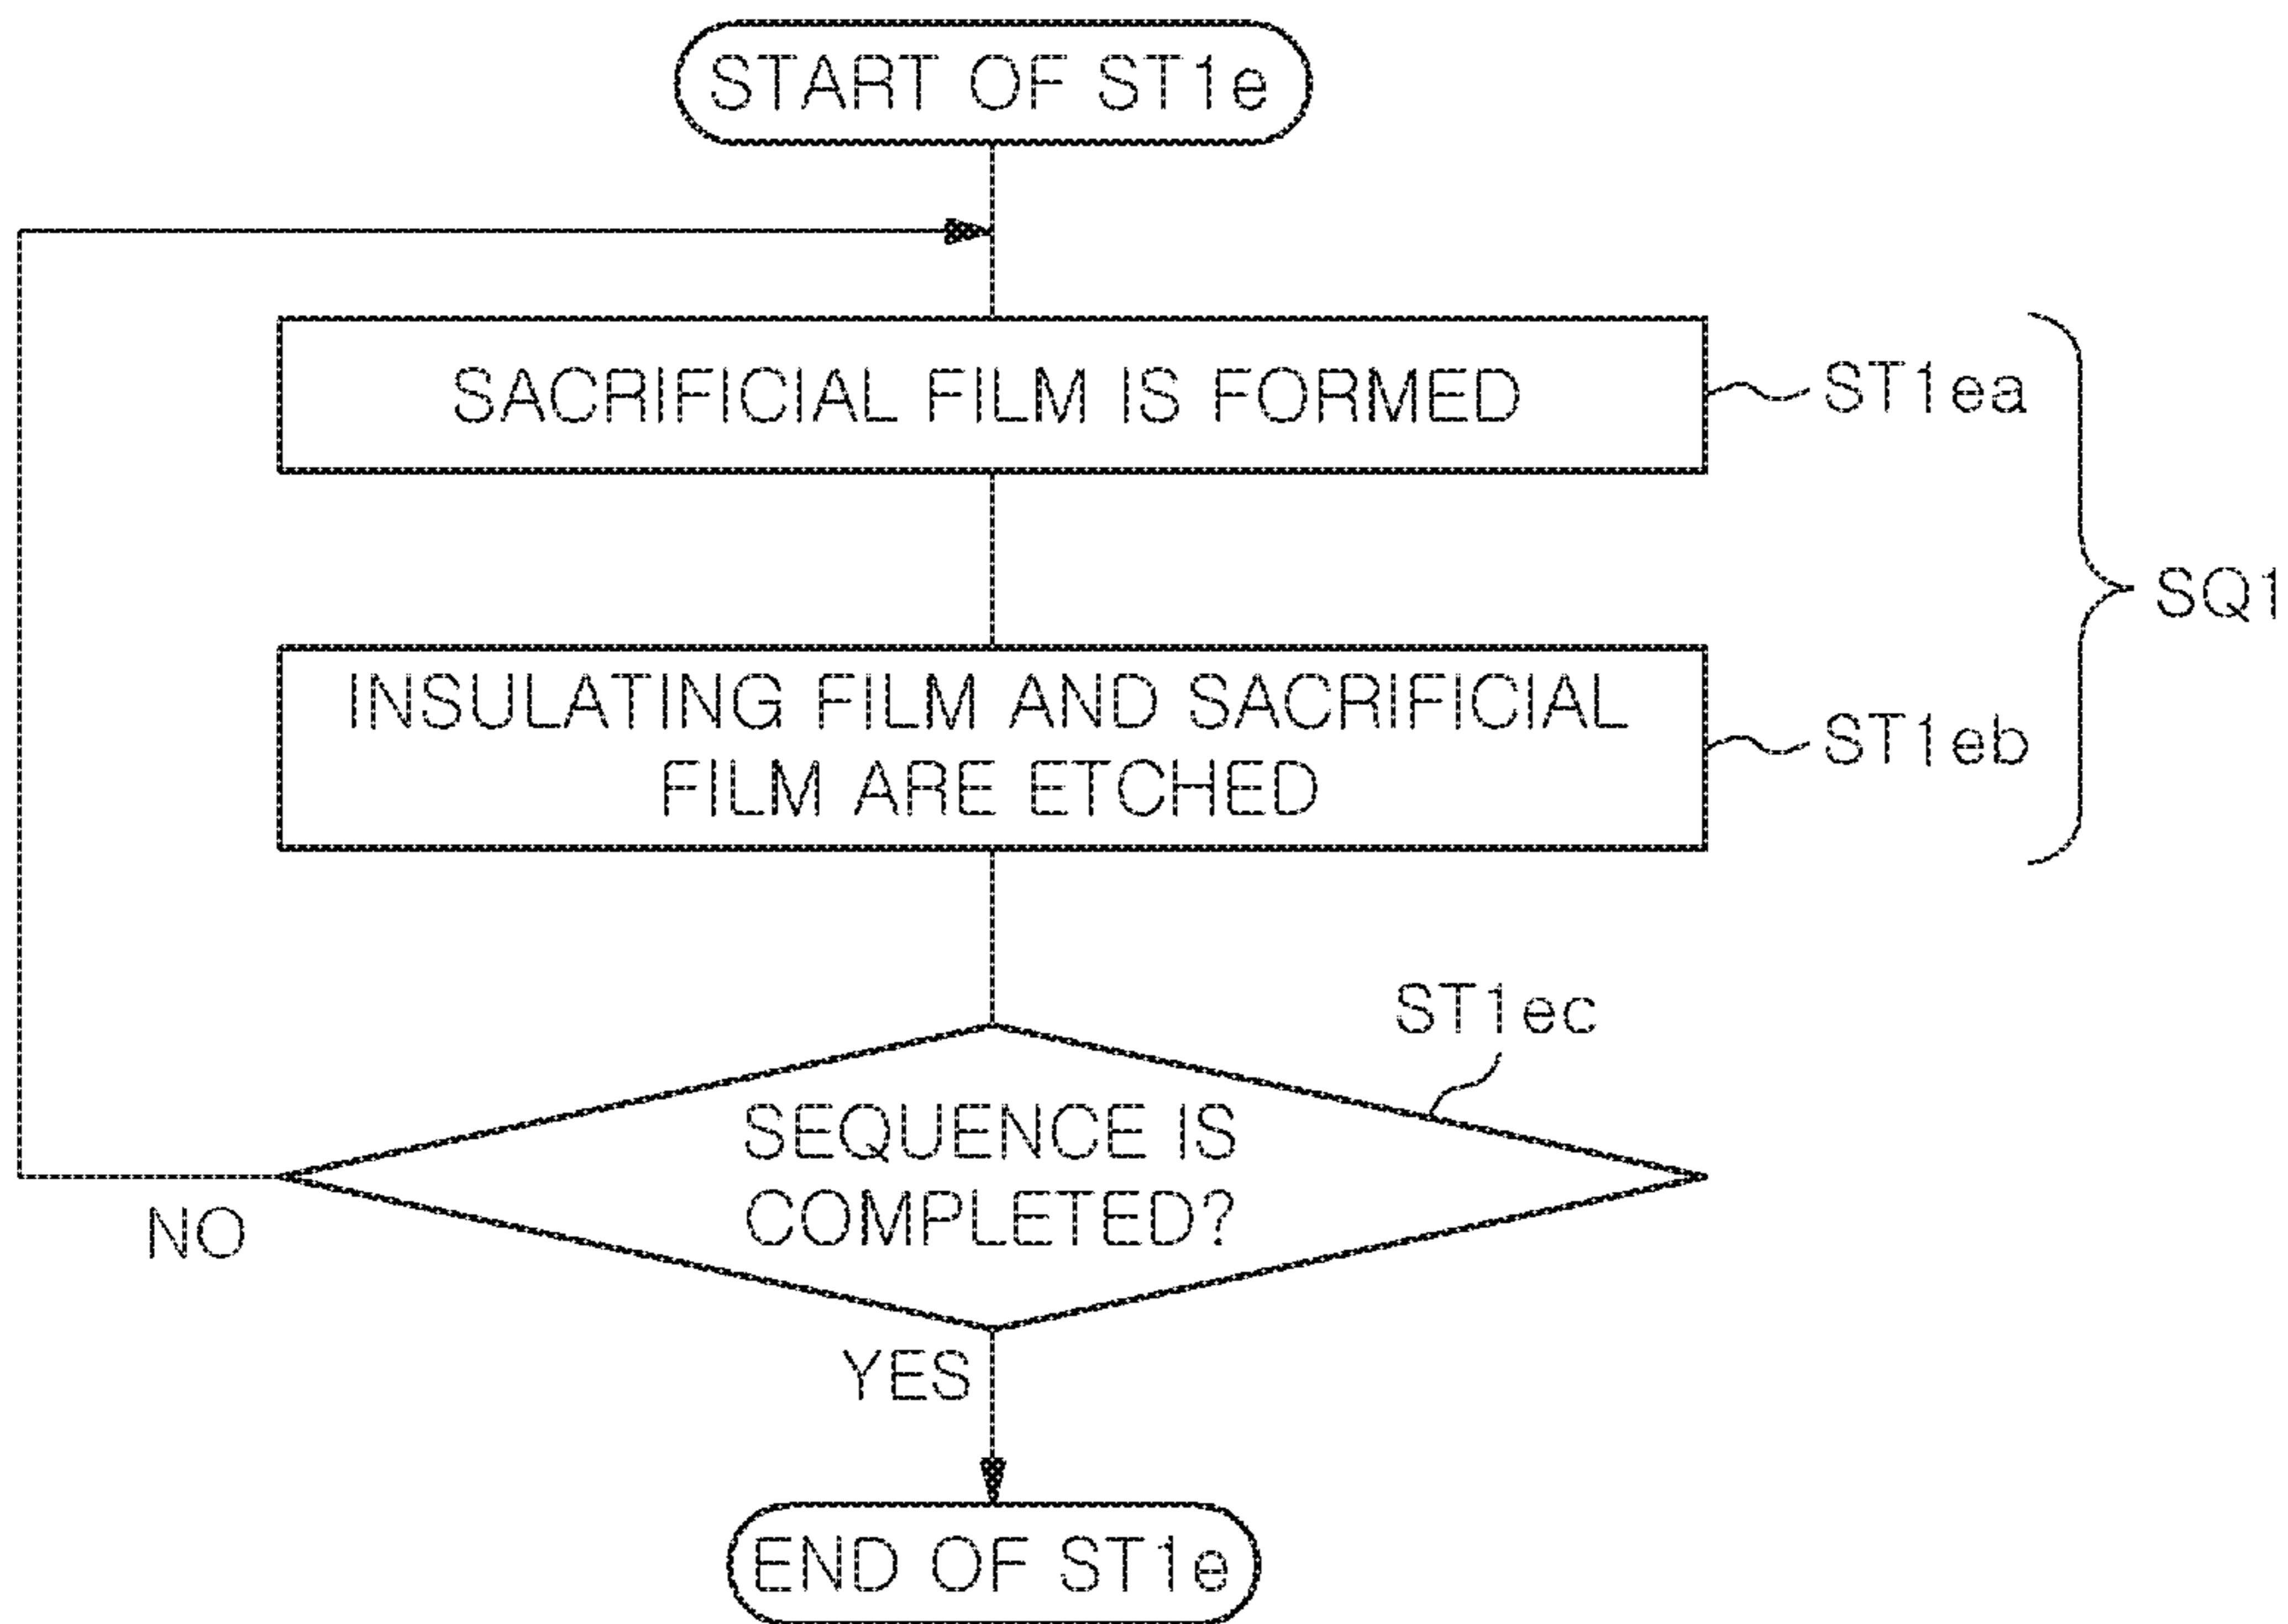 START OF ST1e
SACRIFICIAL FILM IS FORMED
ST1ea
SQ1
INSULATING FILM AND SACRIFICIAL
FILM ARE ETCHED
ST1eb
ST1ec
SEQUENCE IS
COMPLETED?
NO
YES
END OF ST1e